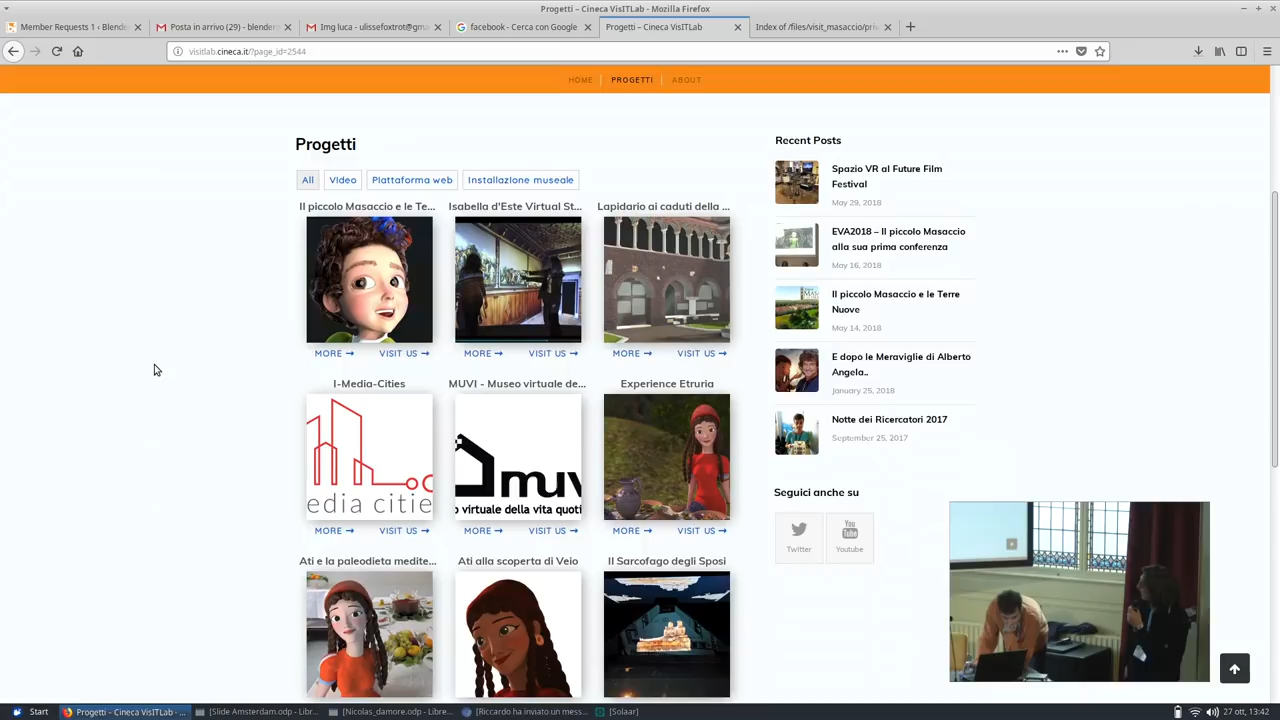 Progetti – Cineca VisITLab - Mozilla Firefox
Member Requests 1 ‹ Blende
Posta in arrivo (29) - blender
Img luca - ulissefoxtrot@gma
facebook - Cerca con Google
Progetti – Cineca VisITLab
Index of /files/visit_masaccio/priv
visitlab.cineca.it/?page_id=2544
HOME
PROGETTI
ABOUT
Progetti
All
Video
Piattaforma web
Installazione museale
Il piccolo Masaccio e le Te...
Isabella d'Este Virtual St...
Lapidario ai caduti della ...
MORE → VISIT US →
MORE → VISIT US →
MORE → VISIT US →
I-Media-Cities
MUVI - Museo virtuale de...
Experience Etruria
edia citie
muv
o virtuale della vita quoti
MORE → VISIT US →
MORE → VISIT US →
MORE → VISIT US →
Ati e la paleodieta medite...
Ati alla scoperta di Veio
Il Sarcofago degli Sposi
Recent Posts
Spazio VR al Future Film
Festival
May 29, 2018
EVA2018 – Il piccolo Masaccio
alla sua prima conferenza
May 16, 2018
Il piccolo Masaccio e le Terre
Nuove
May 14, 2018
E dopo le Meraviglie di Alberto
Angela..
January 25, 2018
Notte dei Ricercatori 2017
September 25, 2017
Seguici anche su
You
Tube
Twitter
Youtube
Start
Progetti – Cineca VisITLab - ...
[Slide Amsterdam.odp - Libre...
[Nicolas_damore.odp - Libre...
[Riccardo ha inviato un mess...
[Solaar]
27 ott, 13:42